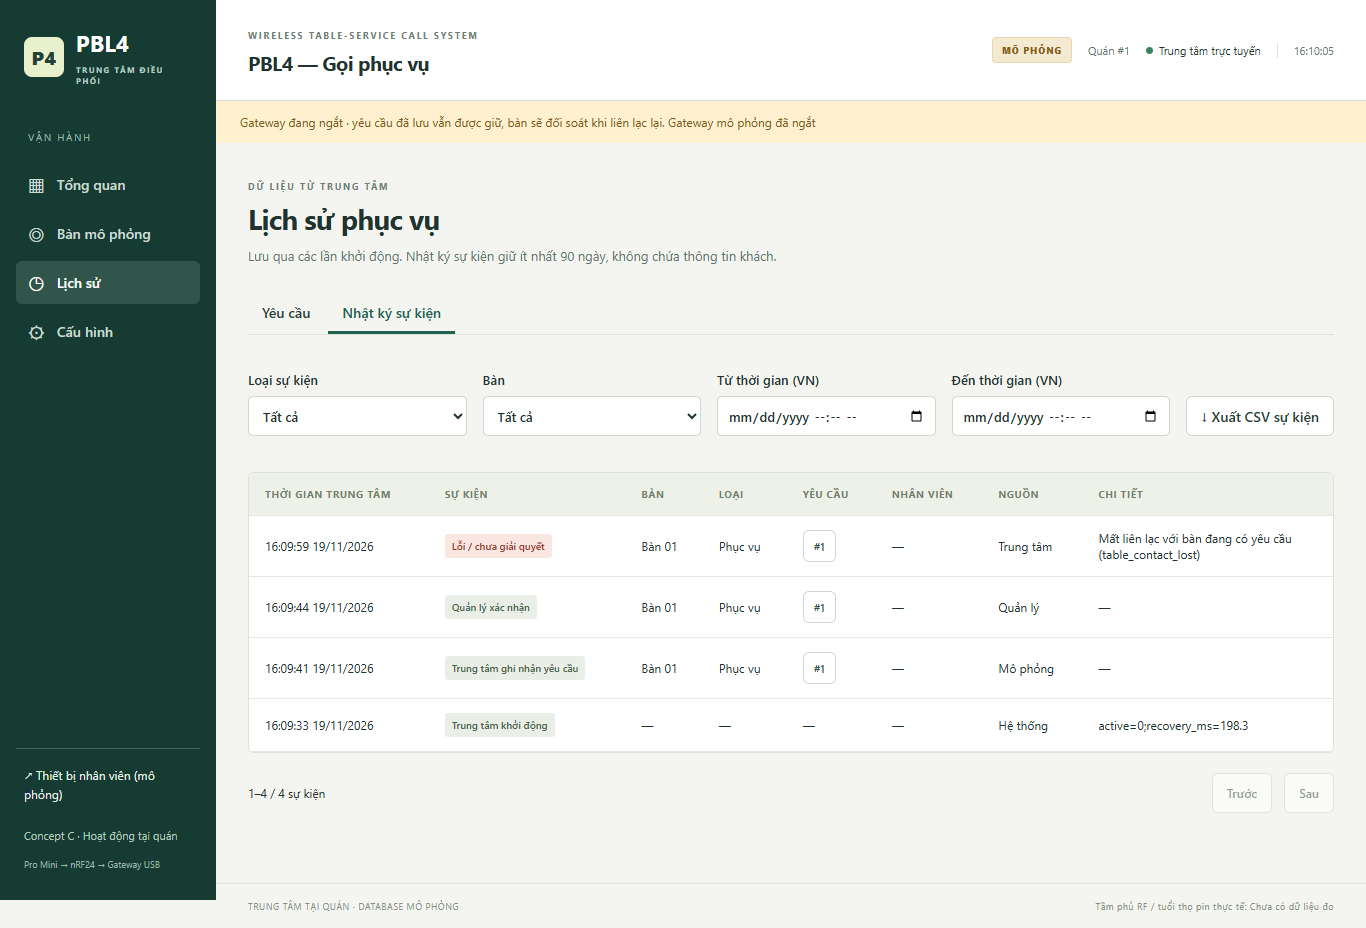 P4
PBL4
TRUNG TÂM ĐIỀU
PHỐI
VẬN HÀNH
Tổng quan
Bàn mô phỏng
Lịch sử
Cấu hình
↗ Thiết bị nhân viên (mô
phỏng)
Concept C · Hoạt động tại quán
Pro Mini → nRF24 → Gateway USB
WIRELESS TABLE-SERVICE CALL SYSTEM
PBL4 — Gọi phục vụ
MÔ PHỎNG
Quán #1
Trung tâm trực tuyến
16:10:05
Gateway đang ngắt · yêu cầu đã lưu vẫn được giữ, bàn sẽ đối soát khi liên lạc lại. Gateway mô phỏng đã ngắt
DỮ LIỆU TỪ TRUNG TÂM
Lịch sử phục vụ
Lưu qua các lần khởi động. Nhật ký sự kiện giữ ít nhất 90 ngày, không chứa thông tin khách.
Yêu cầu
Nhật ký sự kiện
Loại sự kiện
Bàn
Từ thời gian (VN)
Đến thời gian (VN)
Tất cả
Tất cả
mm/dd/yyyy --:-- --
mm/dd/yyyy --:-- --
↓ Xuất CSV sự kiện
THỜI GIAN TRUNG TÂM SỰ KIỆN BÀN LOẠI YÊU CẦU NHÂN VIÊN NGUỒN CHI TIẾT
16:09:59 19/11/2026 Lỗi / chưa giải quyết Bàn 01 Phục vụ #1 — Trung tâm Mất liên lạc với bàn đang có yêu cầu
(table_contact_lost)
16:09:44 19/11/2026 Quản lý xác nhận Bàn 01 Phục vụ #1 — Quản lý —
16:09:41 19/11/2026 Trung tâm ghi nhận yêu cầu Bàn 01 Phục vụ #1 — Mô phỏng —
16:09:33 19/11/2026 Trung tâm khởi động — — — — Hệ thống active=0;recovery_ms=198.3
1–4 / 4 sự kiện
Trước
Sau
TRUNG TÂM TẠI QUÁN · DATABASE MÔ PHỎNG
Tầm phủ RF / tuổi thọ pin thực tế: Chưa có dữ liệu đo